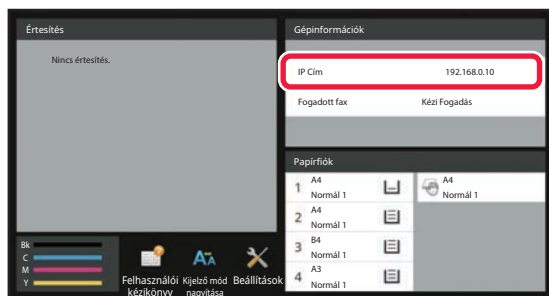 Értesítés
Nincs értesítés.
Gépinformációk
IP Cím 192.168.0.10
Fogadott fax Kézi Fogadás
Papírfiók
1 A4
Normál 1
A4
Normál 1
2 A4
Normál 1
3 B4
Normál 1
4 A3
Normál 1
Bk
C
M
Y
Felhasználói
kézikönyv
AA
Kijelző mód
nagyítása
Beállítások